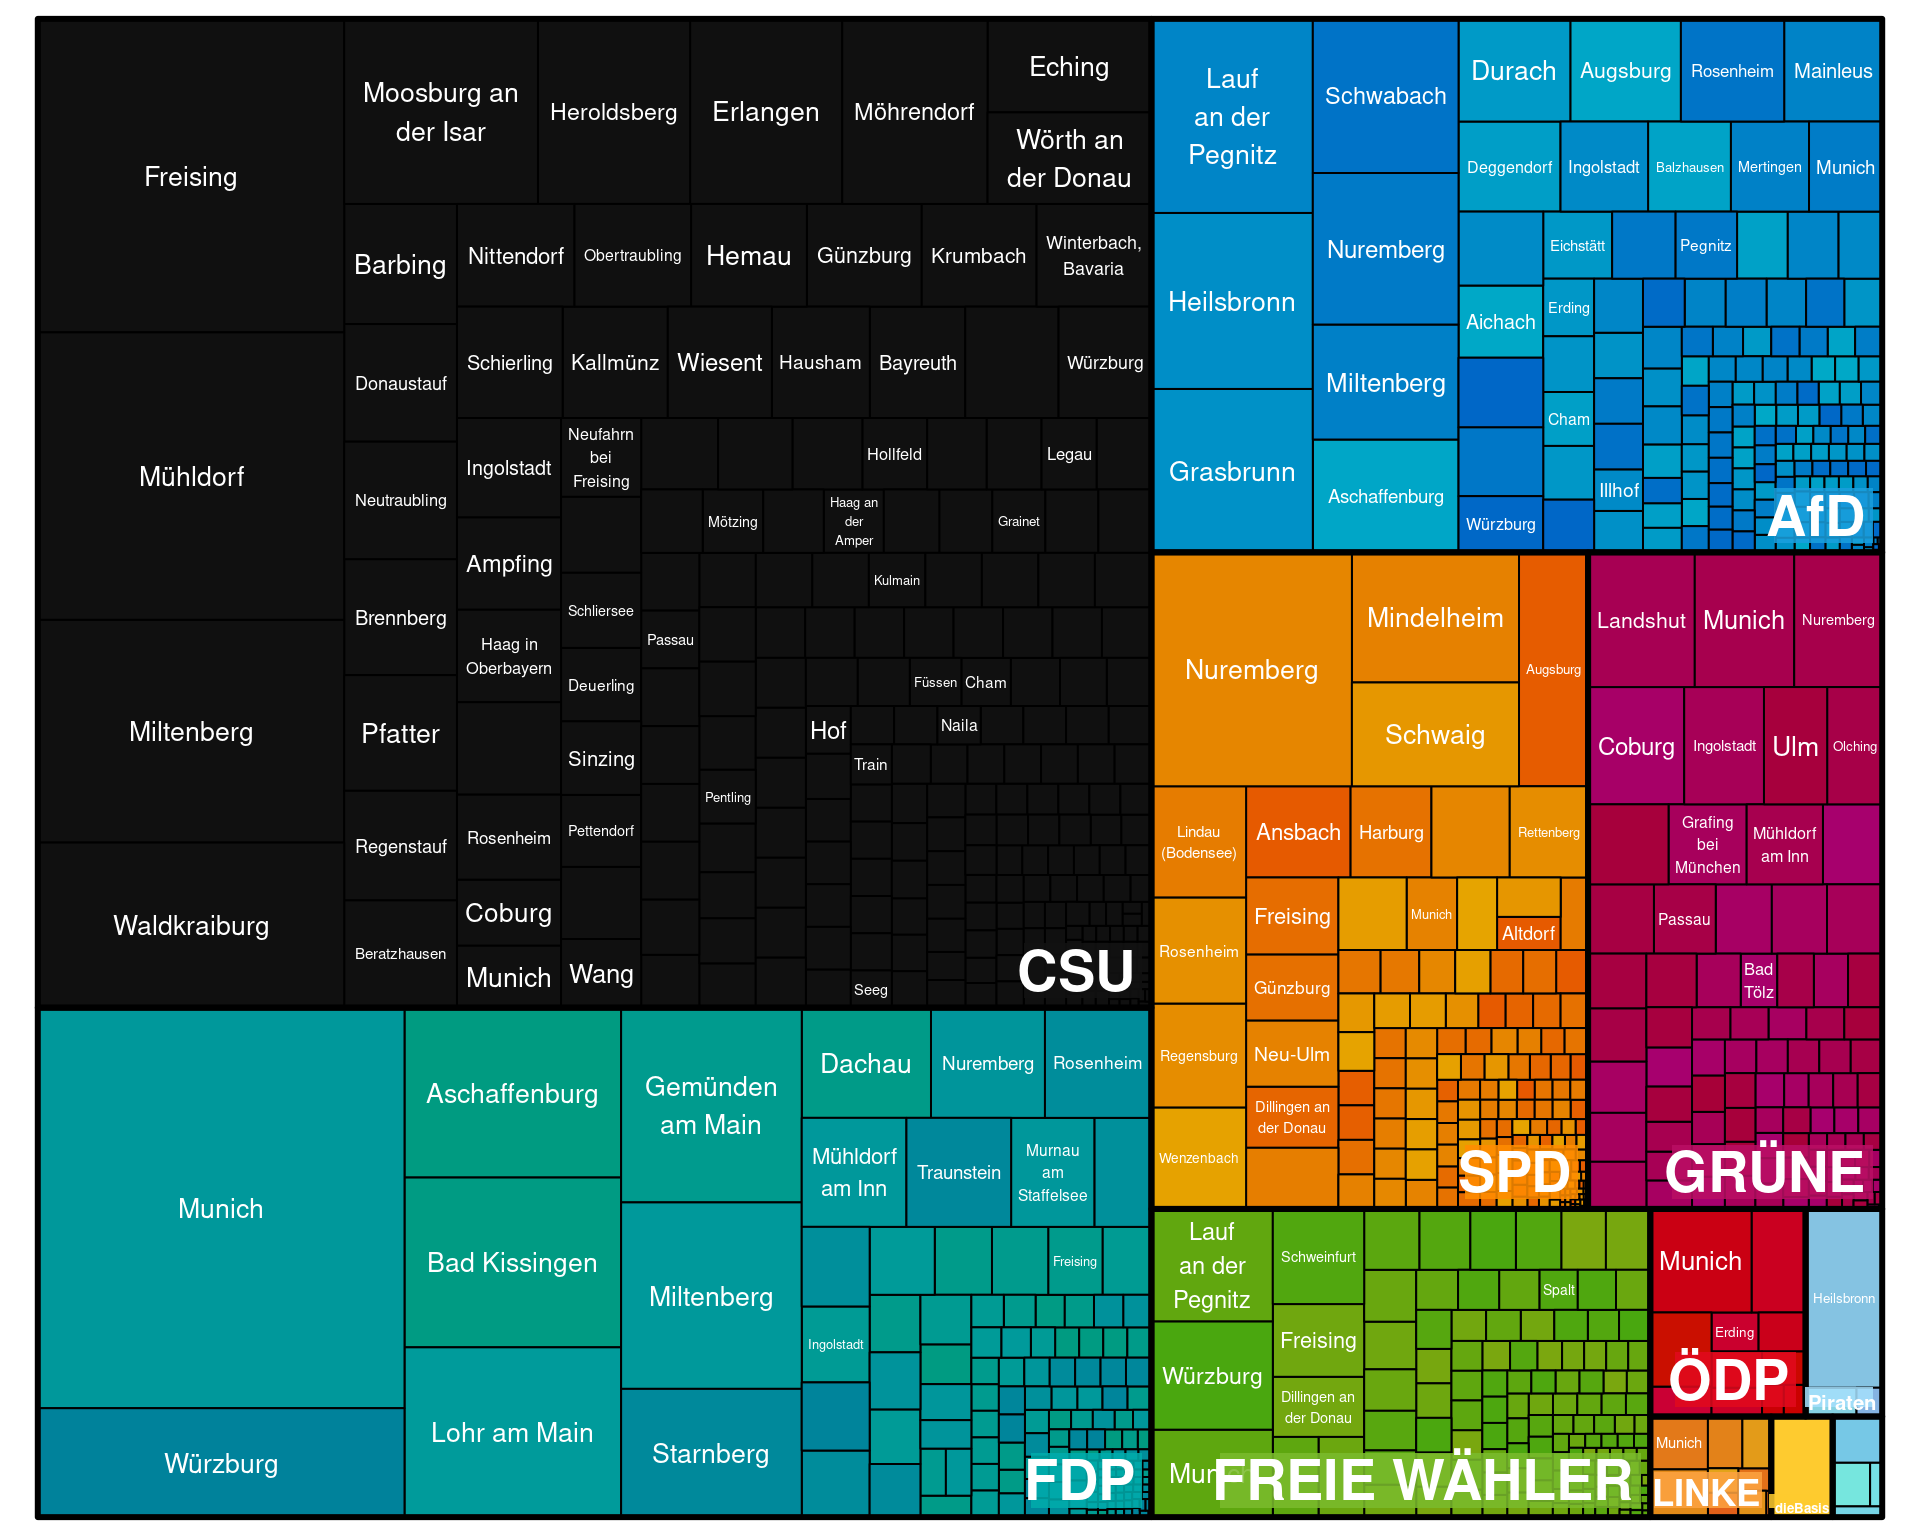 Freising
Mühldorf
Miltenberg
Waldkraiburg
Moosburg an
der Isar
Heroldsberg
Erlangen
Möhrendorf
Eching
Wörth an
der Donau
Barbing
Nittendorf
Obertraubling
Hemau
Günzburg
Krumbach
Winterbach,
Bavaria
Donaustauf
Neutraubling
Brennberg
Pfatter
Regenstauf
Beratzhausen
Schierling
Kallmünz
Wiesent
Hausham
Bayreuth
Würzburg
Ingolstadt
Ampfing
Haag in
Oberbayern
Rosenheim
Coburg
Munich
Neufahrn
bei
Freising
Schliersee
Deuerling
Sinzing
Pettendorf
Wang
Hollfeld
Legau
Mötzing
Haag an
der
Amper
Grainet
Passau
Kulmain
Pentling
Füssen
Cham
Hof
Naila
Train
Seeg
CSU
Lauf
an der
Pegnitz
Heilsbronn
Grasbrunn
Schwabach
Nuremberg
Miltenberg
Aschaffenburg
Durach
Augsburg
Rosenheim
Mainleus
Deggendorf
Ingolstadt
Balzhausen
Mertingen
Munich
Eichstätt
Pegnitz
Aichach
Erding
Cham
Würzburg
Illhof
AfD
Nuremberg
Mindelheim
Schwaig
Augsburg
Lindau
(Bodensee)
Rosenheim
Regensburg
Wenzenbach
Ansbach
Harburg
Rettenberg
Freising
Günzburg
Neu-Ulm
Dillingen an
der Donau
Munich
Altdorf
SPD
Landshut
Munich
Nuremberg
Coburg
Ingolstadt
Ulm
Olching
Grafing
bei
München
Mühldorf
am Inn
Passau
Bad
Tölz
GRÜNE
Munich
Würzburg
Aschaffenburg
Bad Kissingen
Lohr am Main
Gemünden
am Main
Miltenberg
Starnberg
Dachau
Nuremberg
Rosenheim
Mühldorf
am Inn
Traunstein
Murnau
am
Staffelsee
Freising
Ingolstadt
FDP
Lauf
an der
Pegnitz
Würzburg
Munich
Schweinfurt
Freising
Dillingen an
der Donau
Spalt
FREIE WÄHLER
Munich
Erding
ÖDP
Heilsbronn
Piraten
Munich
LINKE
dieBasis